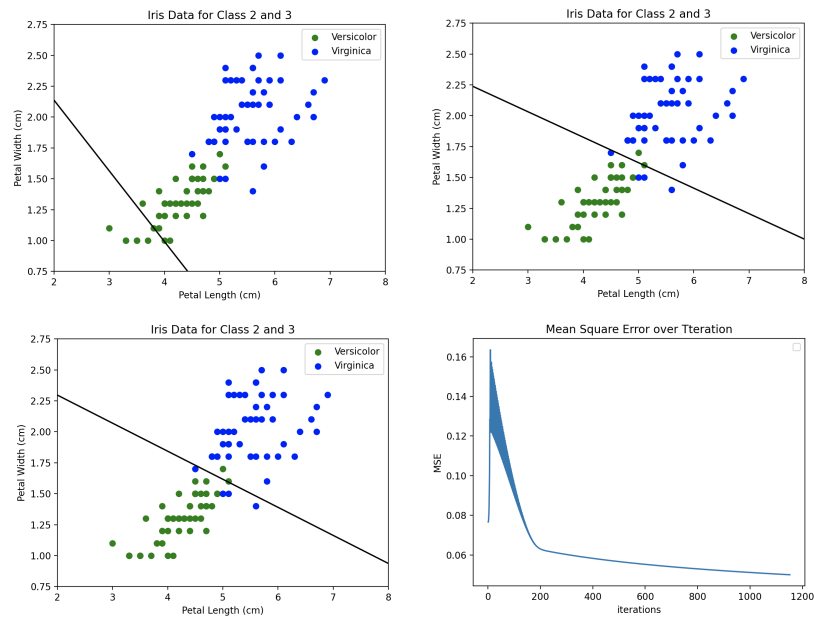 Iris Data for Class 2 and 3
2.75
2.50
2.25
2.00
1.75
1.50
1.25
1.00
0.75
Petal Width (cm)
Versicolor
Virginica
2 3 4 5 6 7 8
Petal Length (cm)
Iris Data for Class 2 and 3
2.75
2.50
2.25
2.00
1.75
1.50
1.25
1.00
0.75
Petal Width (cm)
Versicolor
Virginica
2 3 4 5 6 7 8
Petal Length (cm)
Iris Data for Class 2 and 3
2.75
2.50
2.25
2.00
1.75
1.50
1.25
1.00
0.75
Petal Width (cm)
Versicolor
Virginica
2 3 4 5 6 7 8
Petal Length (cm)
Mean Square Error over Tteration
0.16
0.14
0.12
0.10
0.08
0.06
MSE
0 200 400 600 800 1000 1200
iterations